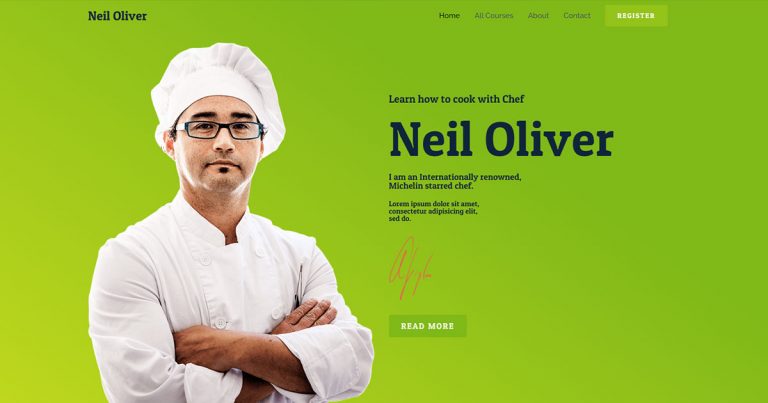 Neil Oliver
Home
All Courses
About
Contact
REGISTER
Learn how to cook with Chef
Neil Oliver
I am an Internationally renowned,
Michelin starred chef.
Lorem ipsum dolor sit amet,
consectetur adipisicing elit,
sed do.
READ MORE